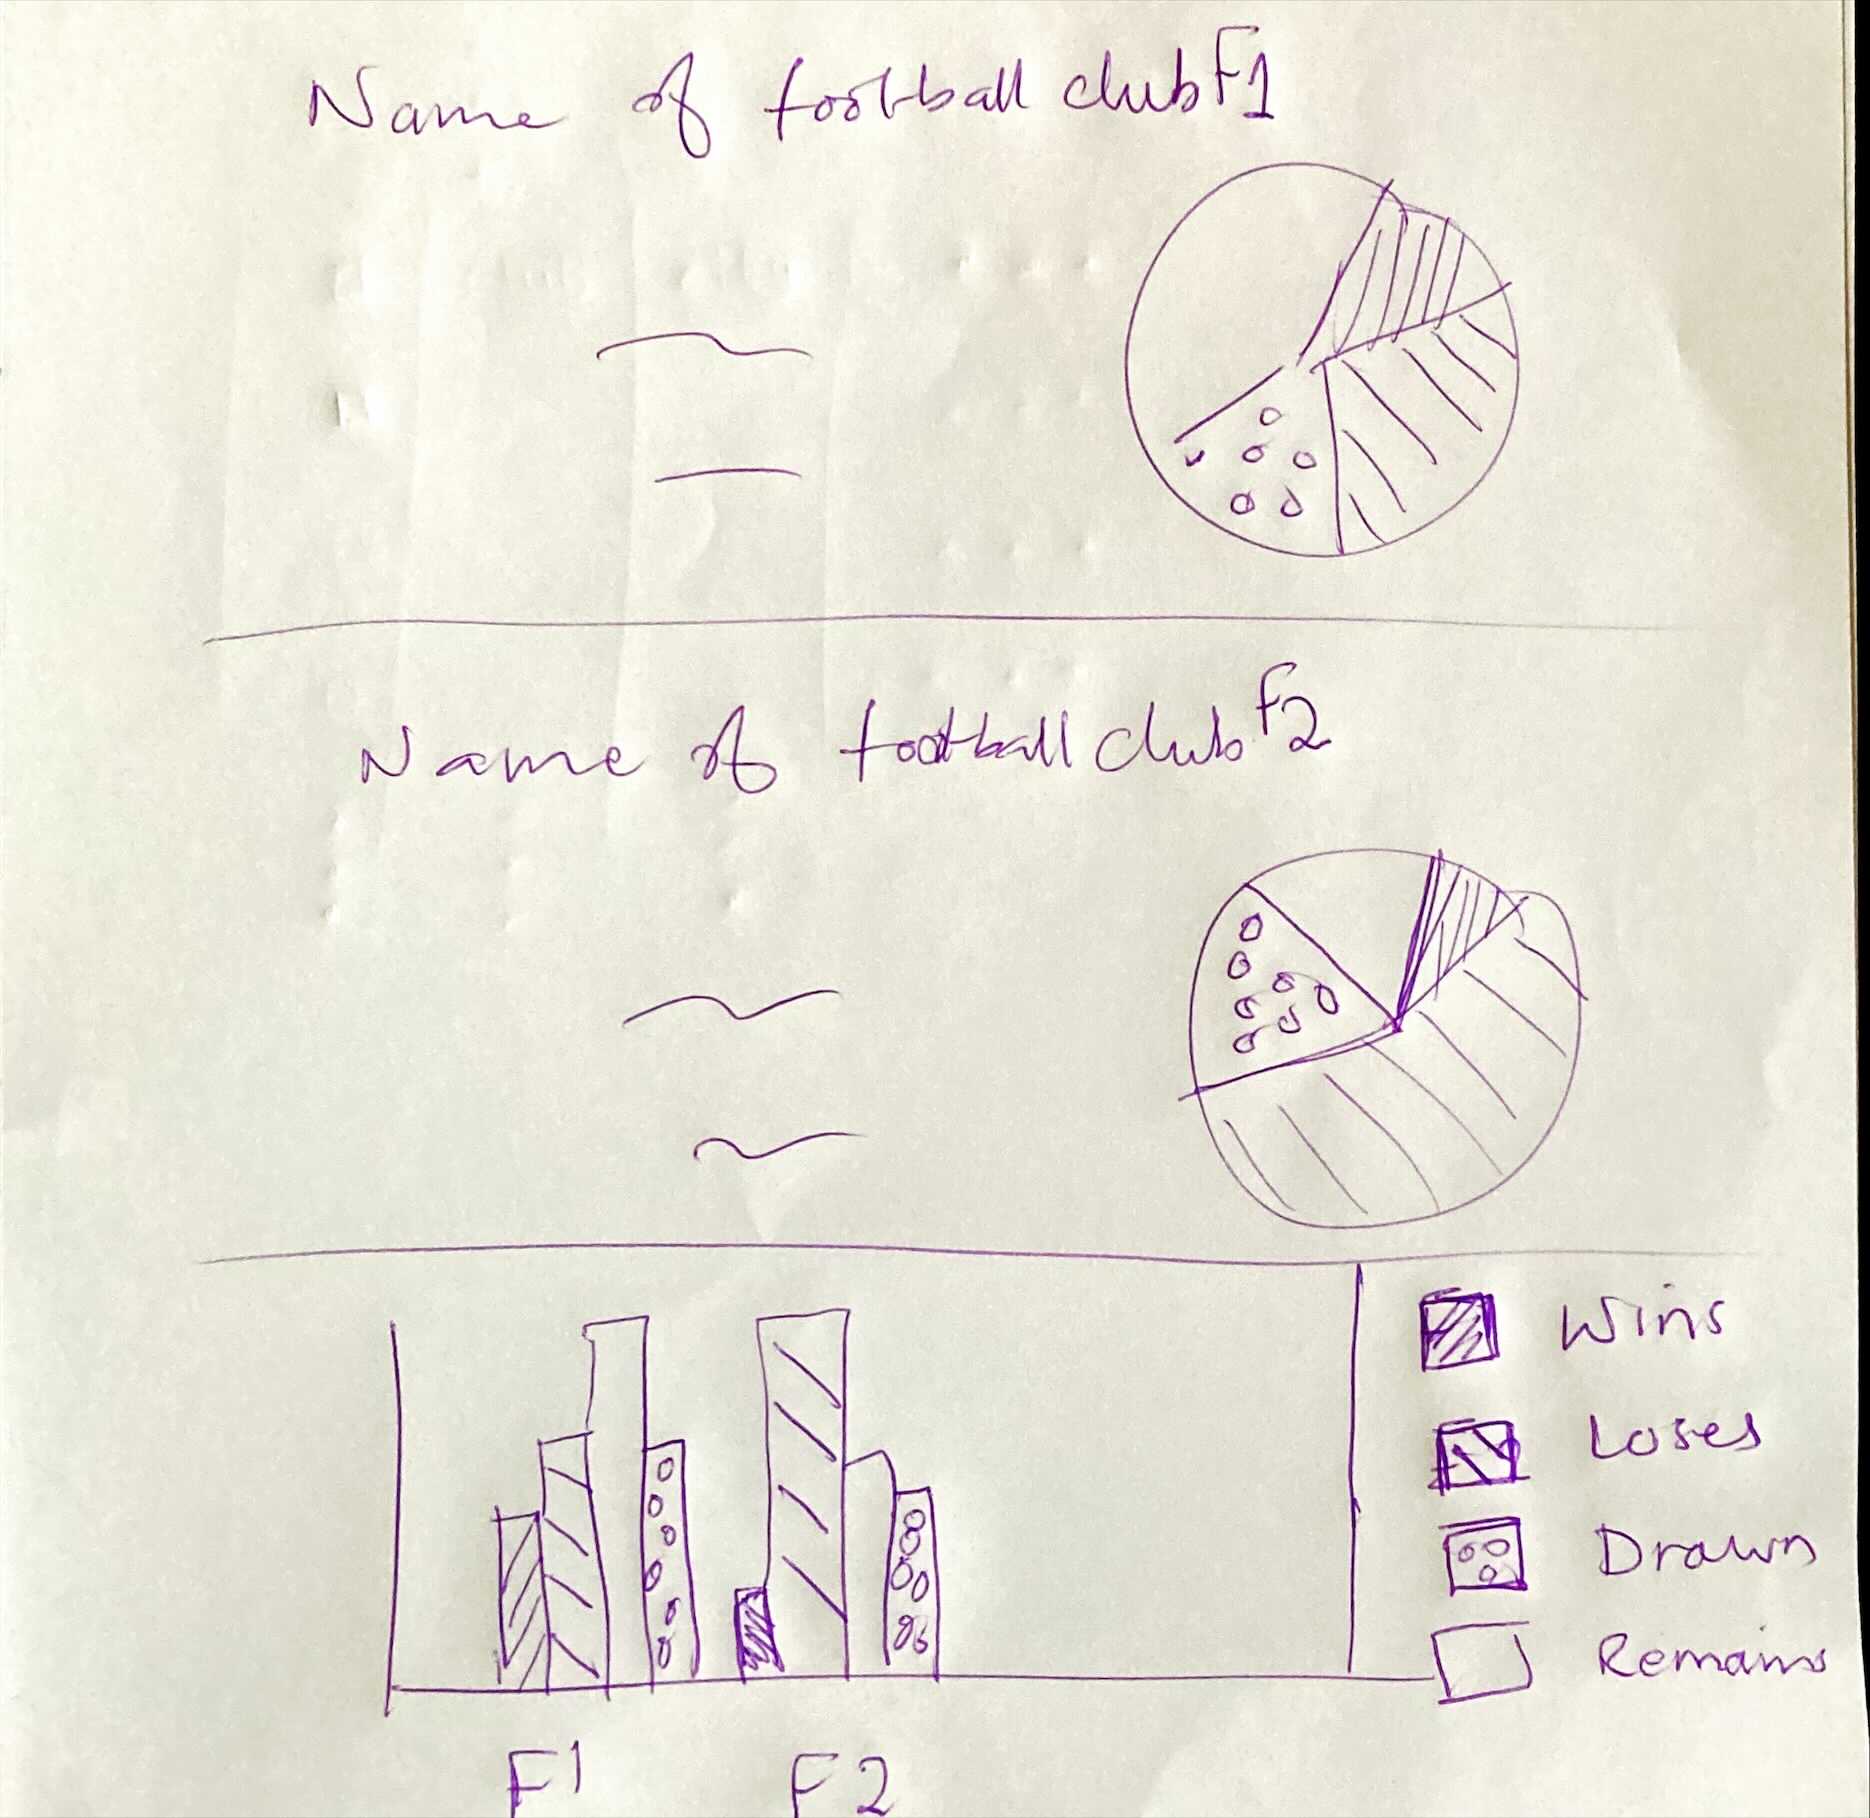 Name of football club F1
Name of football club F2
Wins
Loses
Drawn
Remains
F1 F2